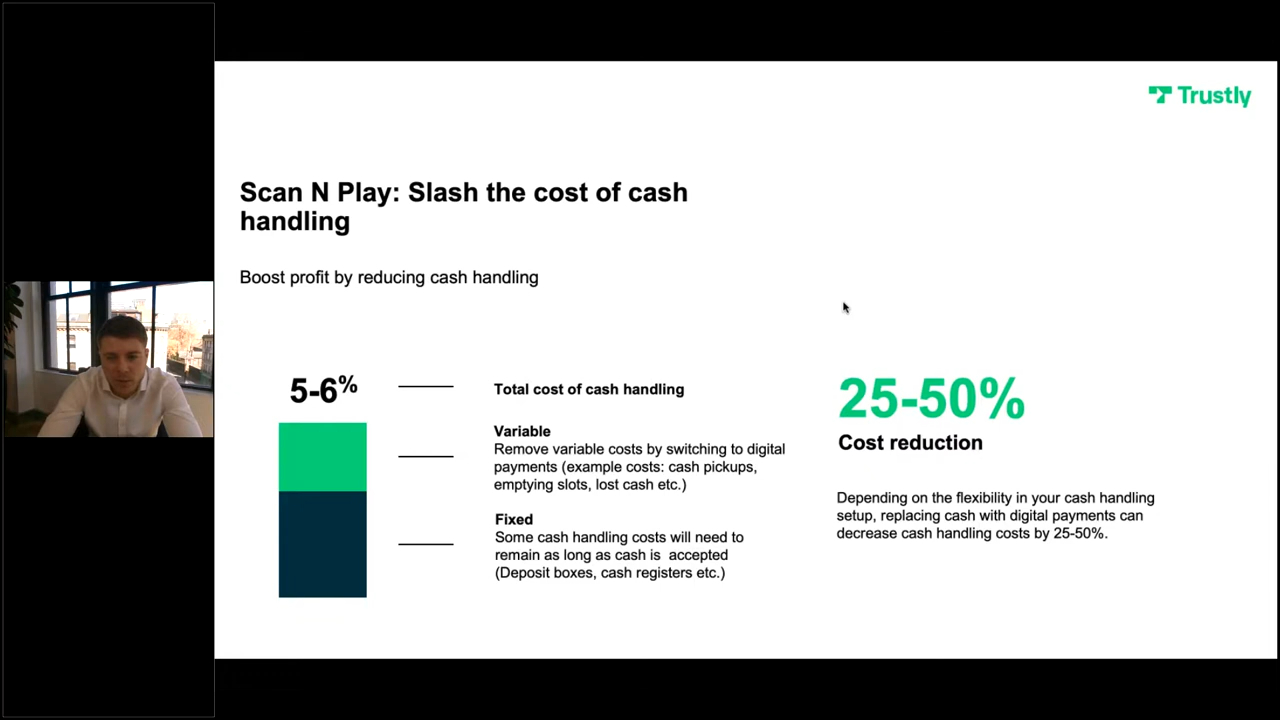 Trustly
Scan N Play: Slash the cost of cash
handling
Boost profit by reducing cash handling
5-6%
Total cost of cash handling
Variable
Remove variable costs by switching to digital
payments (example costs: cash pickups,
emptying slots, lost cash etc.)
Fixed
Some cash handling costs will need to
remain as long as cash is accepted
(Deposit boxes, cash registers etc.)
25-50%
Cost reduction
Depending on the flexibility in your cash handling
setup, replacing cash with digital payments can
decrease cash handling costs by 25-50%.